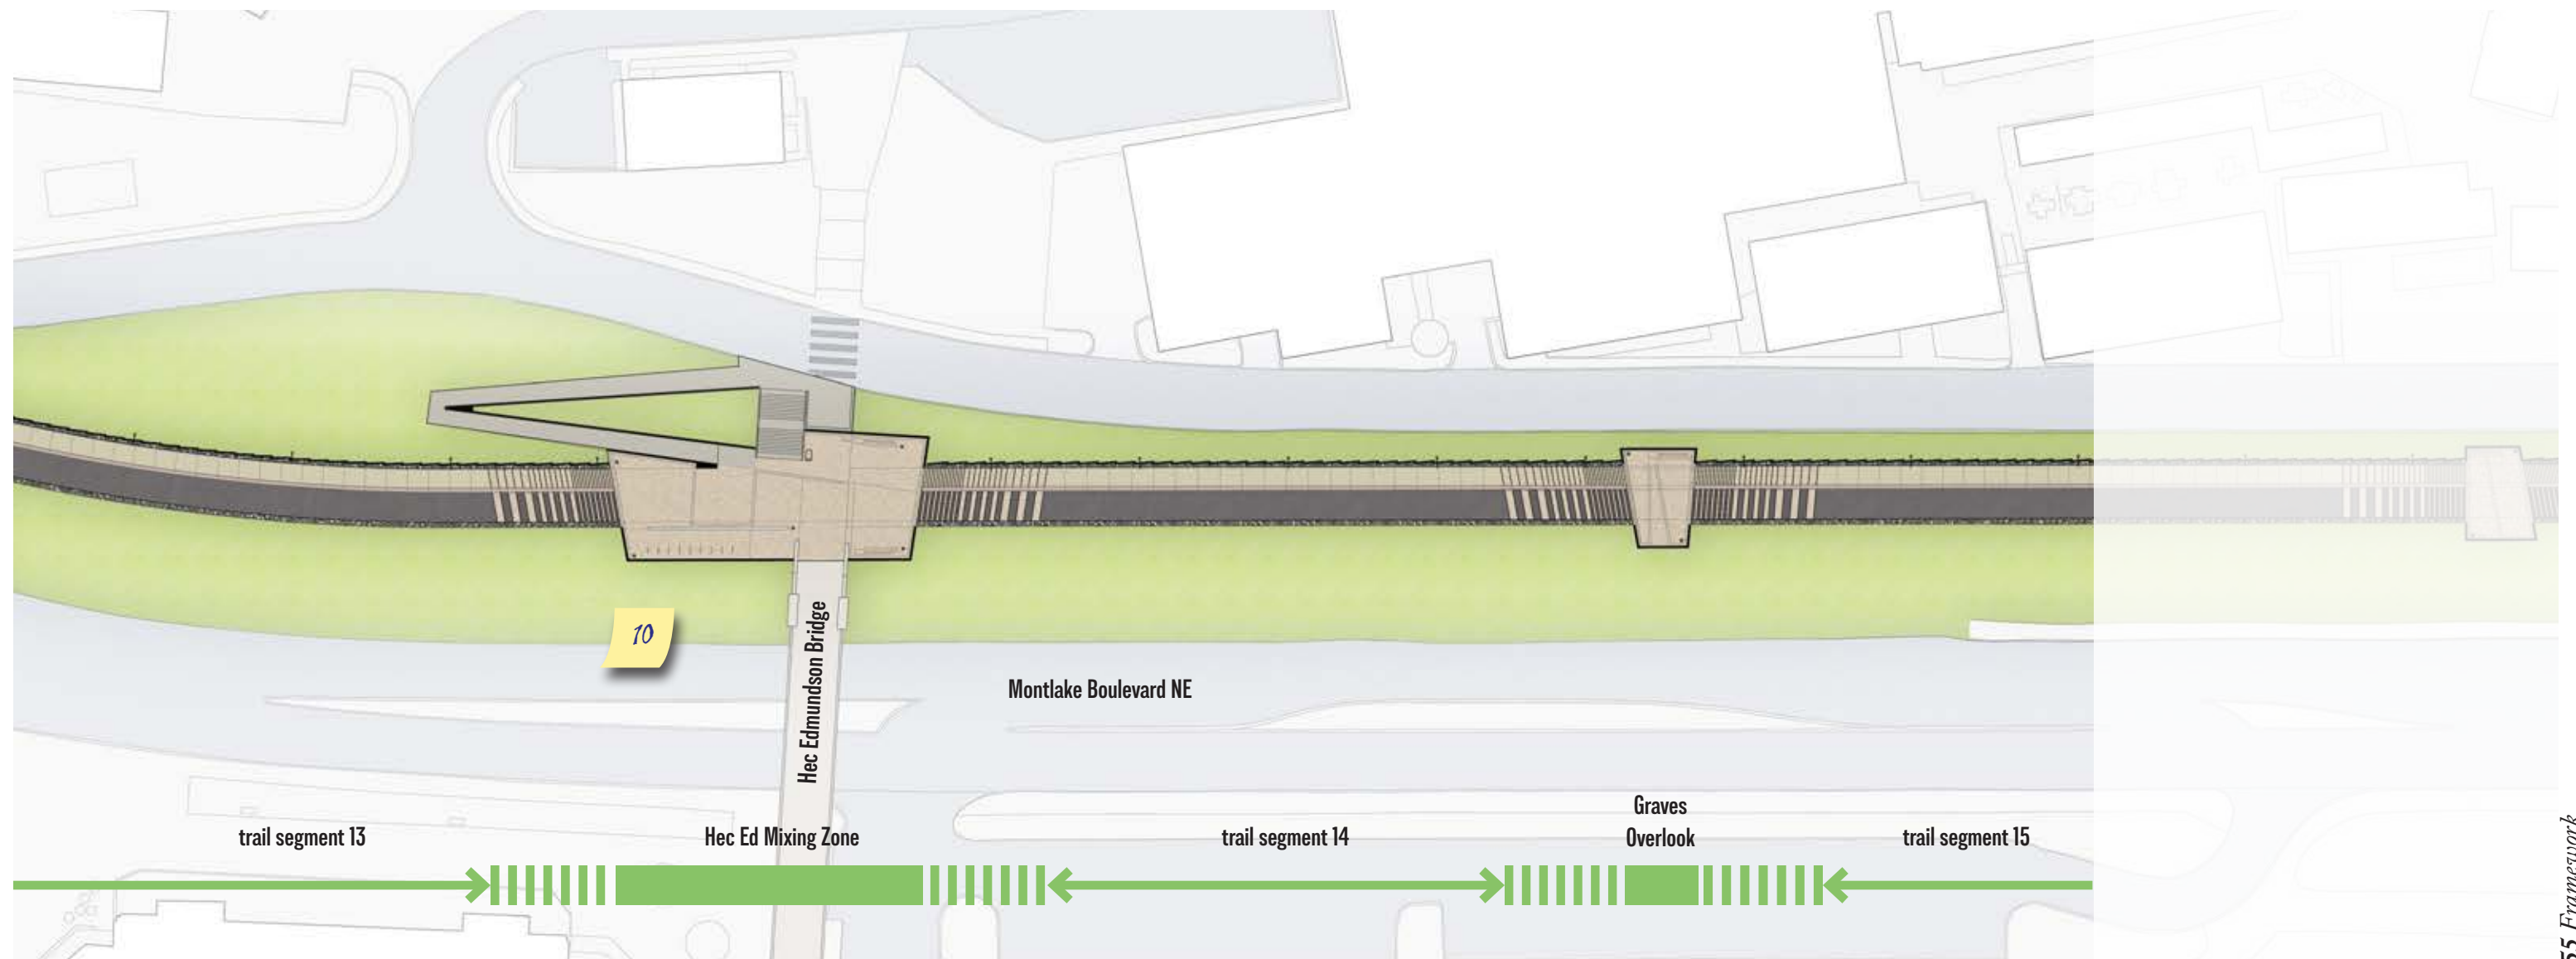 10
Hec Edmundson Bridge
Montlake Boulevard NE
trail segment 13
Hec Ed Mixing Zone
trail segment 14
Graves
Overlook
trail segment 15
55 Framework